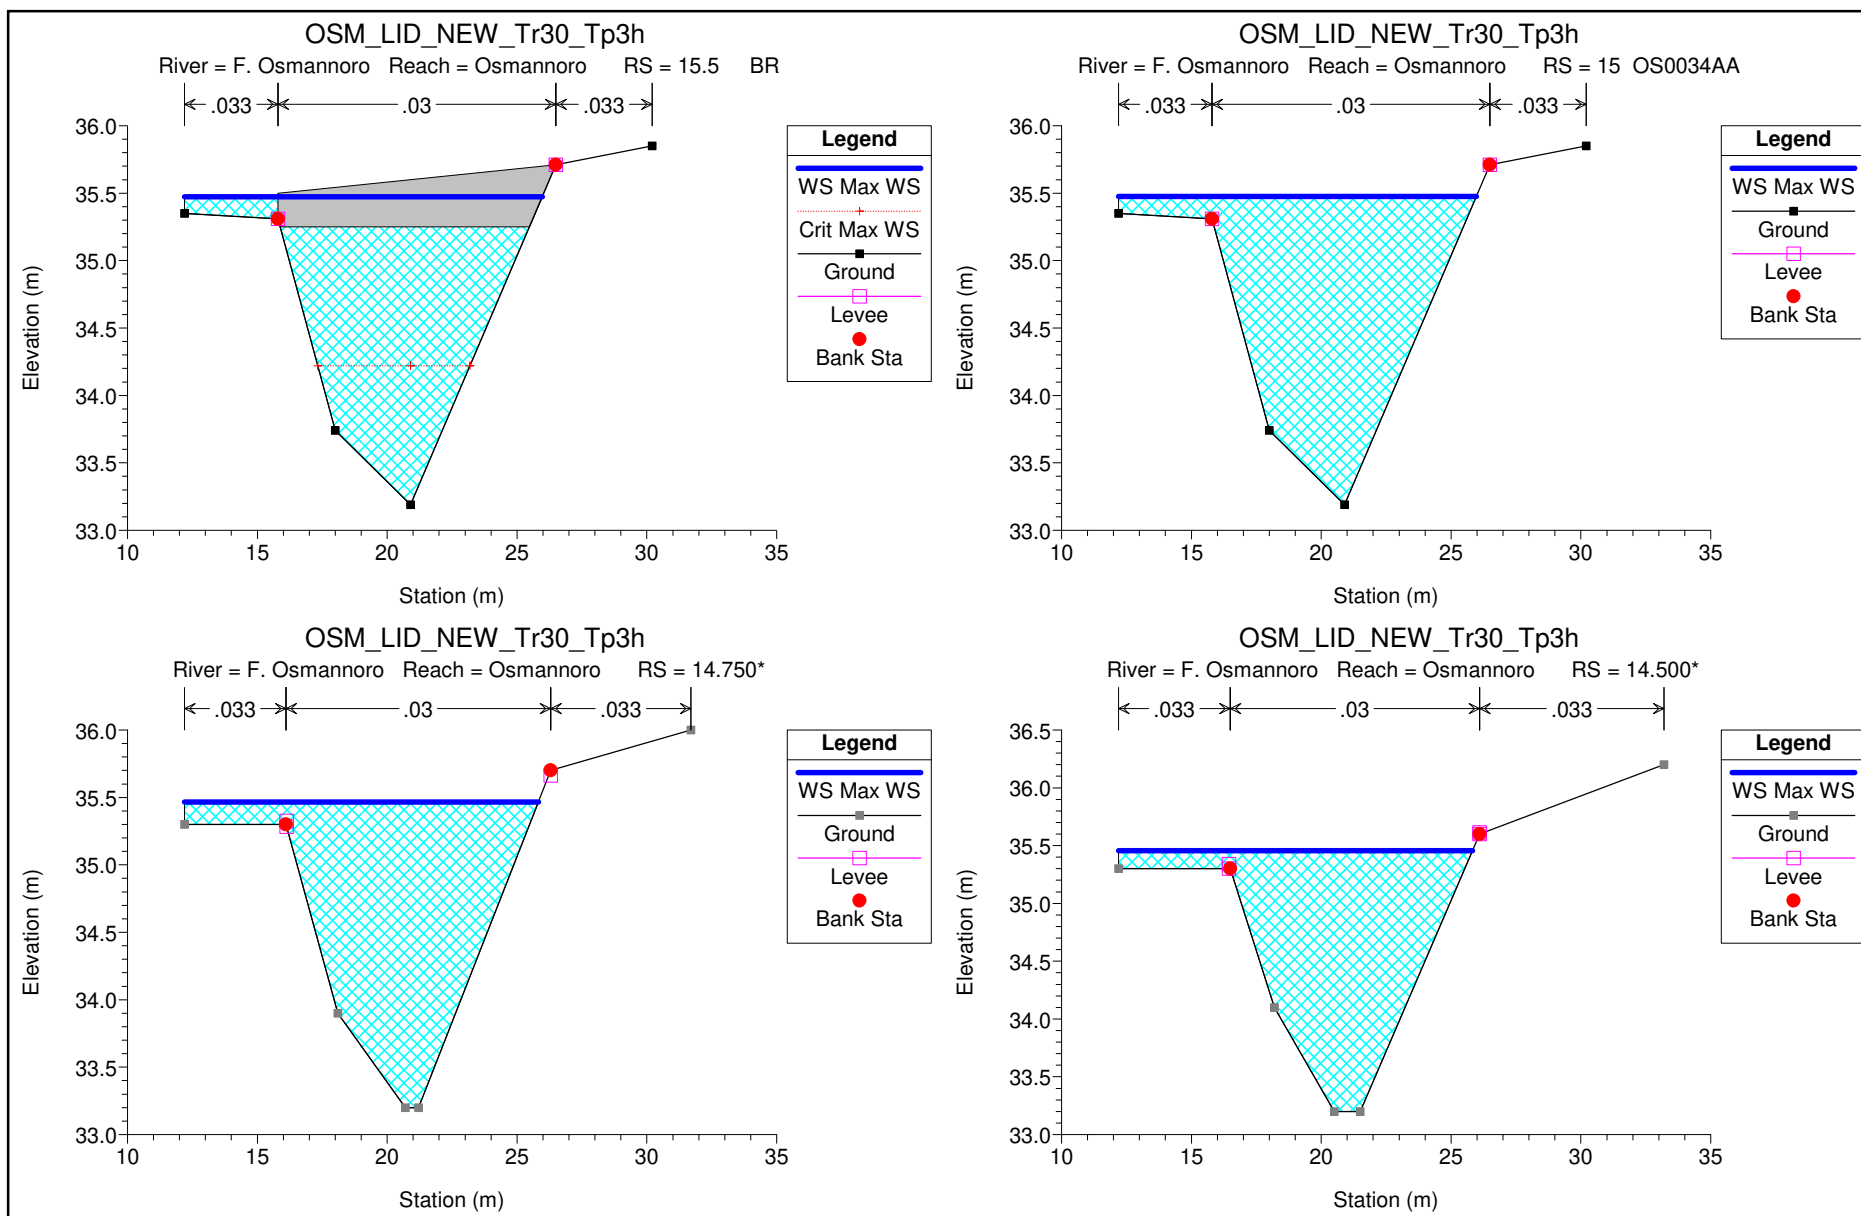 OSM_LID_NEW_Tr30_Tp3h
River = F. Osmannoro Reach = Osmannoro RS = 15.5 BR
.033 .03 .033
36.0
35.5
35.0
34.5
34.0
33.5
33.0
10 15 20 25 30 35
Elevation (m)
Station (m)
Legend
WS Max WS
Crit Max WS
Ground
Levee
Bank Sta
OSM_LID_NEW_Tr30_Tp3h
River = F. Osmannoro Reach = Osmannoro RS = 15 OS0034AA
.033 .03 .033
36.0
35.5
35.0
34.5
34.0
33.5
33.0
10 15 20 25 30 35
Elevation (m)
Station (m)
Legend
WS Max WS
Ground
Levee
Bank Sta
OSM_LID_NEW_Tr30_Tp3h
River = F. Osmannoro Reach = Osmannoro RS = 14.750*
.033 .03 .033
36.0
35.5
35.0
34.5
34.0
33.5
33.0
10 15 20 25 30 35
Elevation (m)
Station (m)
Legend
WS Max WS
Ground
Levee
Bank Sta
OSM_LID_NEW_Tr30_Tp3h
River = F. Osmannoro Reach = Osmannoro RS = 14.500*
.033 .03 .033
36.5
36.0
35.5
35.0
34.5
34.0
33.5
33.0
10 15 20 25 30 35
Elevation (m)
Station (m)
Legend
WS Max WS
Ground
Levee
Bank Sta